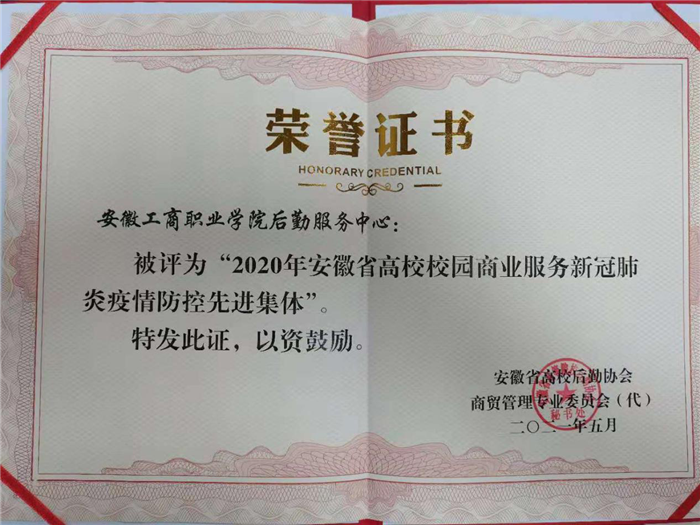 荣誉证书
HONORARY CREDENTIAL
安徽工商职业学院后勤服务中心:
被评为“2020年安徽省高校校园商业服务新冠肺
炎疫情防控先进集体”。
特发此证,以资鼓励。
安徽省高校后勤协会
商贸管理专业委员会(代)
秘书处
二〇二一年五月